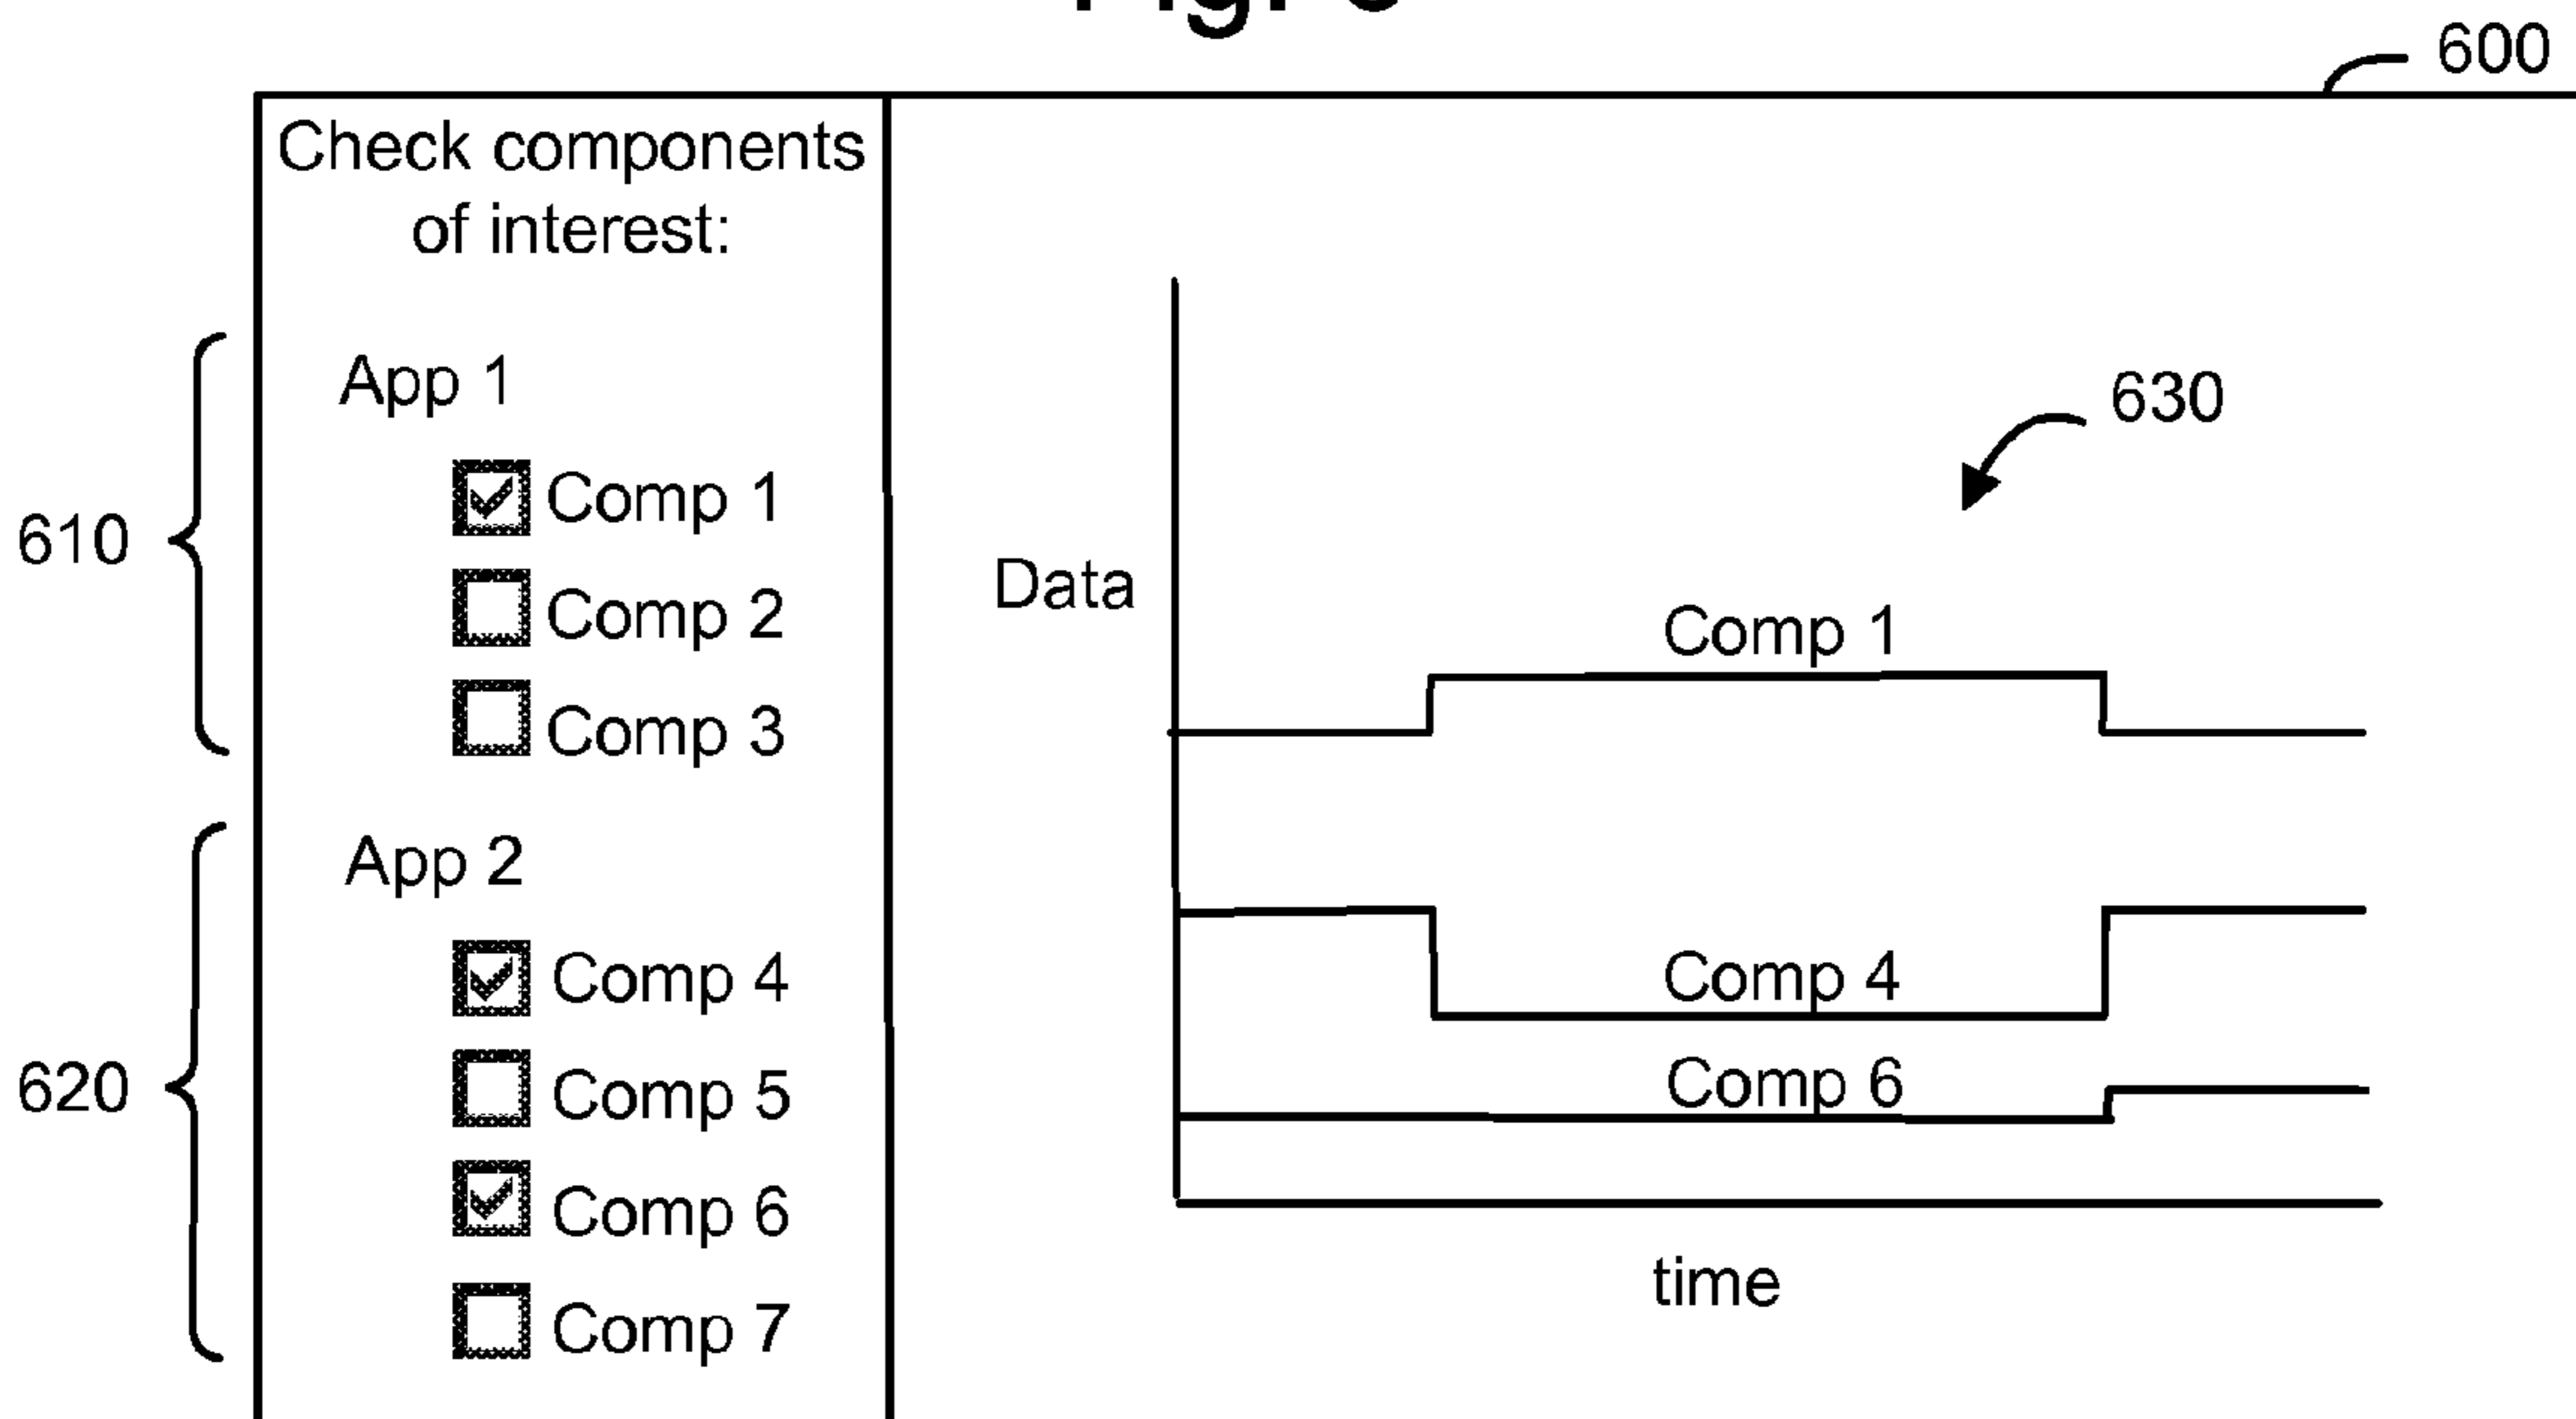 600
Check components
of interest:
610
App 1
Comp 1
Comp 2
Comp 3
620
App 2
Comp 4
Comp 5
Comp 6
Comp 7
630
Data
Comp 1
Comp 4
Comp 6
time